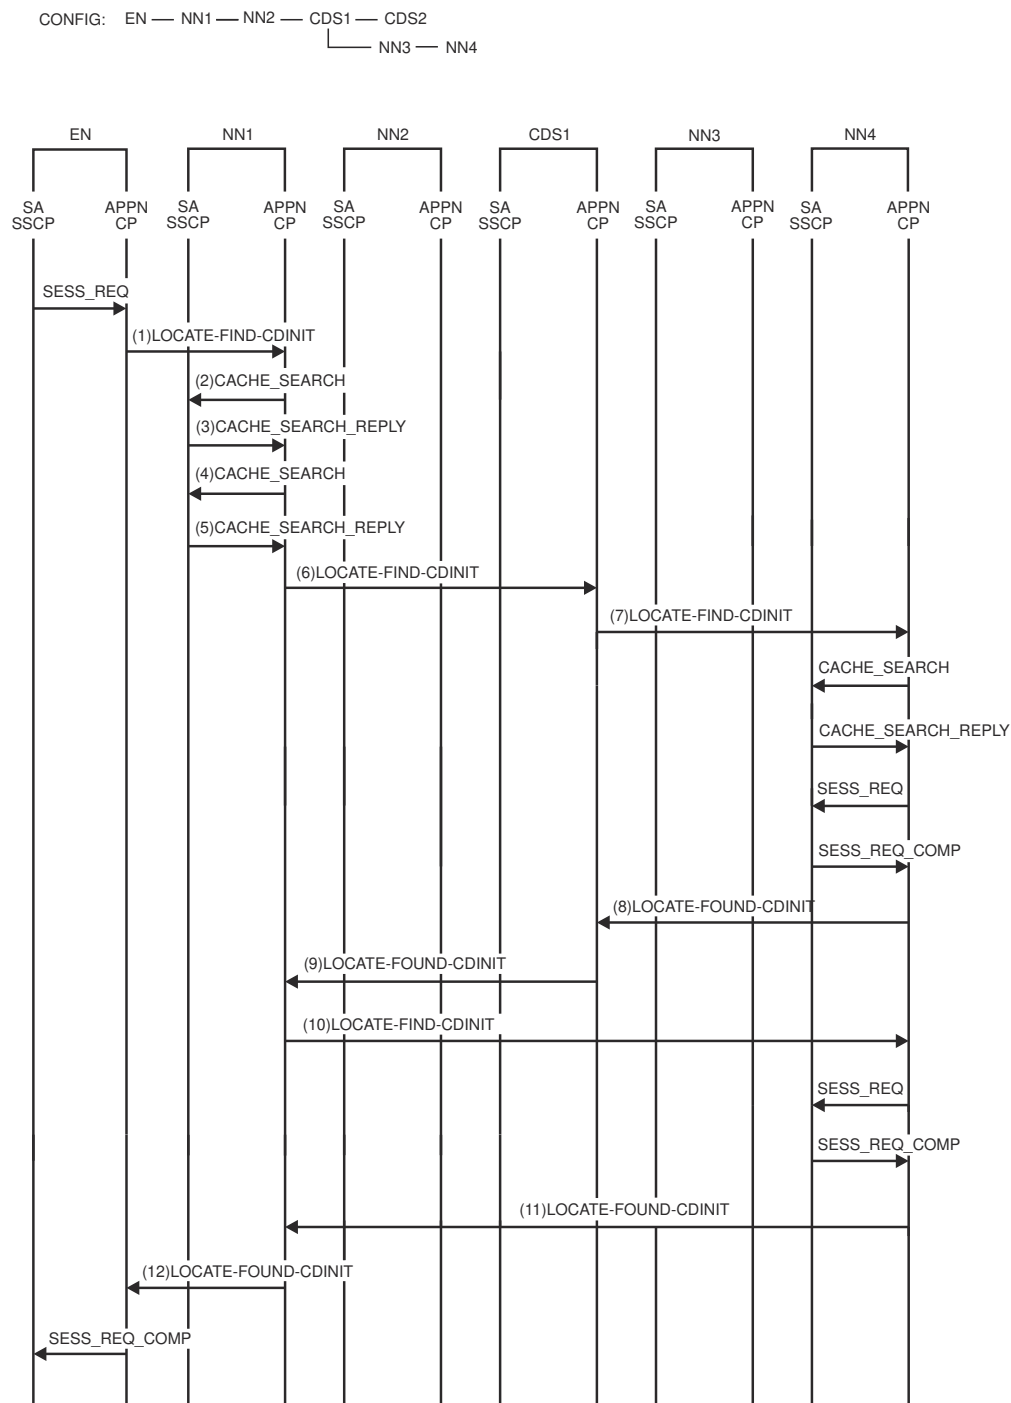 CONFIG: EN NN1 NN2 CDS1 CDS2
NN3 NN4
EN NN1 NN2 CDS1 NN3 NN4
SA APPN SA APPN SA APPN SA APPN SA APPN SA APPN
SSCP CP SSCP CP SSCP CP SSCP CP SSCP CP SSCP CP
SESS_REQ
(1)LOCATE-FIND-CDINIT
(2)CACHE_SEARCH
(3)CACHE_SEARCH_REPLY
(4)CACHE_SEARCH
(5)CACHE_SEARCH_REPLY
(6)LOCATE-FIND-CDINIT
(7)LOCATE-FIND-CDINIT
CACHE_SEARCH
CACHE_SEARCH_REPLY
SESS_REQ
SESS_REQ_COMP
(8)LOCATE-FOUND-CDINIT
(9)LOCATE-FOUND-CDINIT
(10)LOCATE-FIND-CDINIT
SESS_REQ
SESS_REQ_COMP
(11)LOCATE-FOUND-CDINIT
(12)LOCATE-FOUND-CDINIT
SESS_REQ_COMP